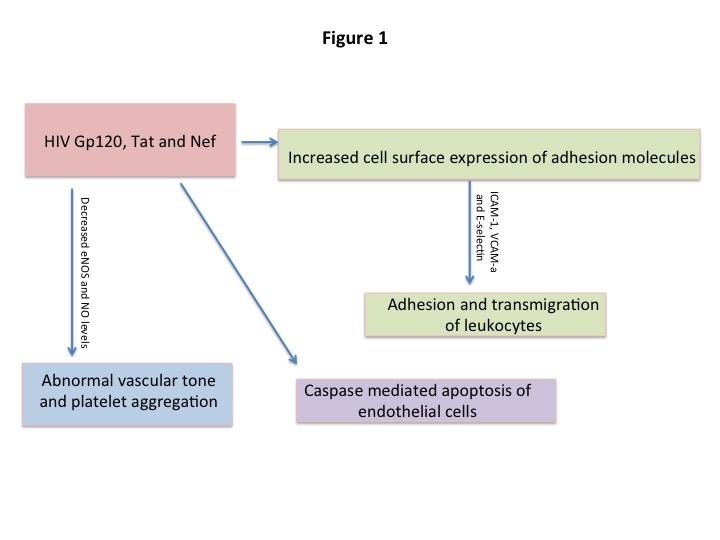 Figure 1
HIV Gp120, Tat and Nef
Increased cell surface expression of adhesion molecules
Decreased eNOS and NO levels
ICAM-1, VCAM-a
and E-selectin
Adhesion and transmigration
of leukocytes
Abnormal vascular tone
and platelet aggregation
Caspase mediated apoptosis of
endothelial cells